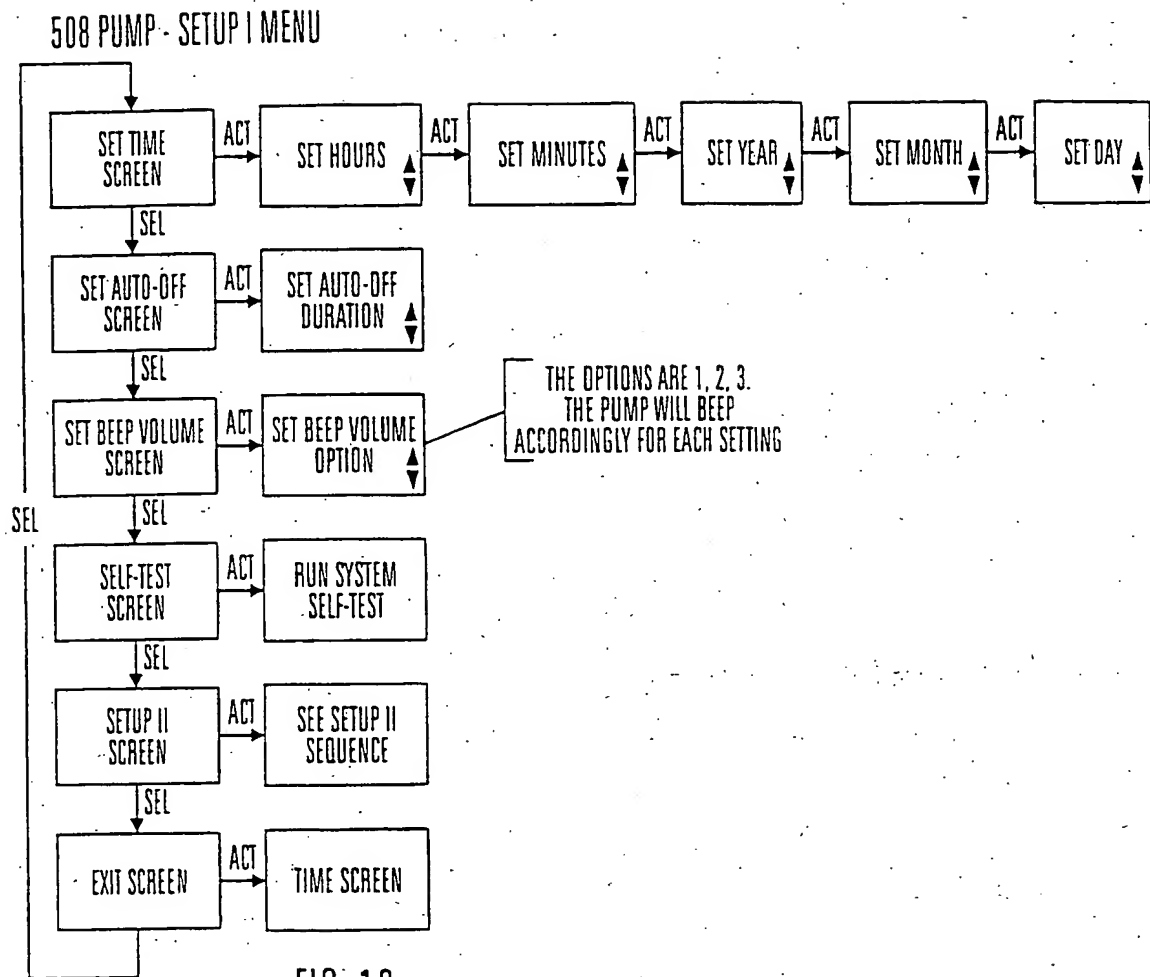 508 PUMP - SETUP I MENU
SET TIME
SCREEN
ACT
SET HOURS
ACT
SET MINUTES
ACT
SET YEAR
ACT
SET MONTH
ACT
SET DAY
SEL
SET AUTO-OFF
SCREEN
ACT
SET AUTO-OFF
DURATION
SEL
SET BEEP VOLUME
SCREEN
ACT
SET BEEP VOLUME
OPTION
THE OPTIONS ARE 1, 2, 3.
THE PUMP WILL BEEP
ACCORDINGLY FOR EACH SETTING
SEL
SEL
SELF-TEST
SCREEN
ACT
RUN SYSTEM
SELF-TEST
SEL
SETUP II
SCREEN
ACT
SEE SETUP II
SEQUENCE
SEL
EXIT SCREEN
ACT
TIME SCREEN